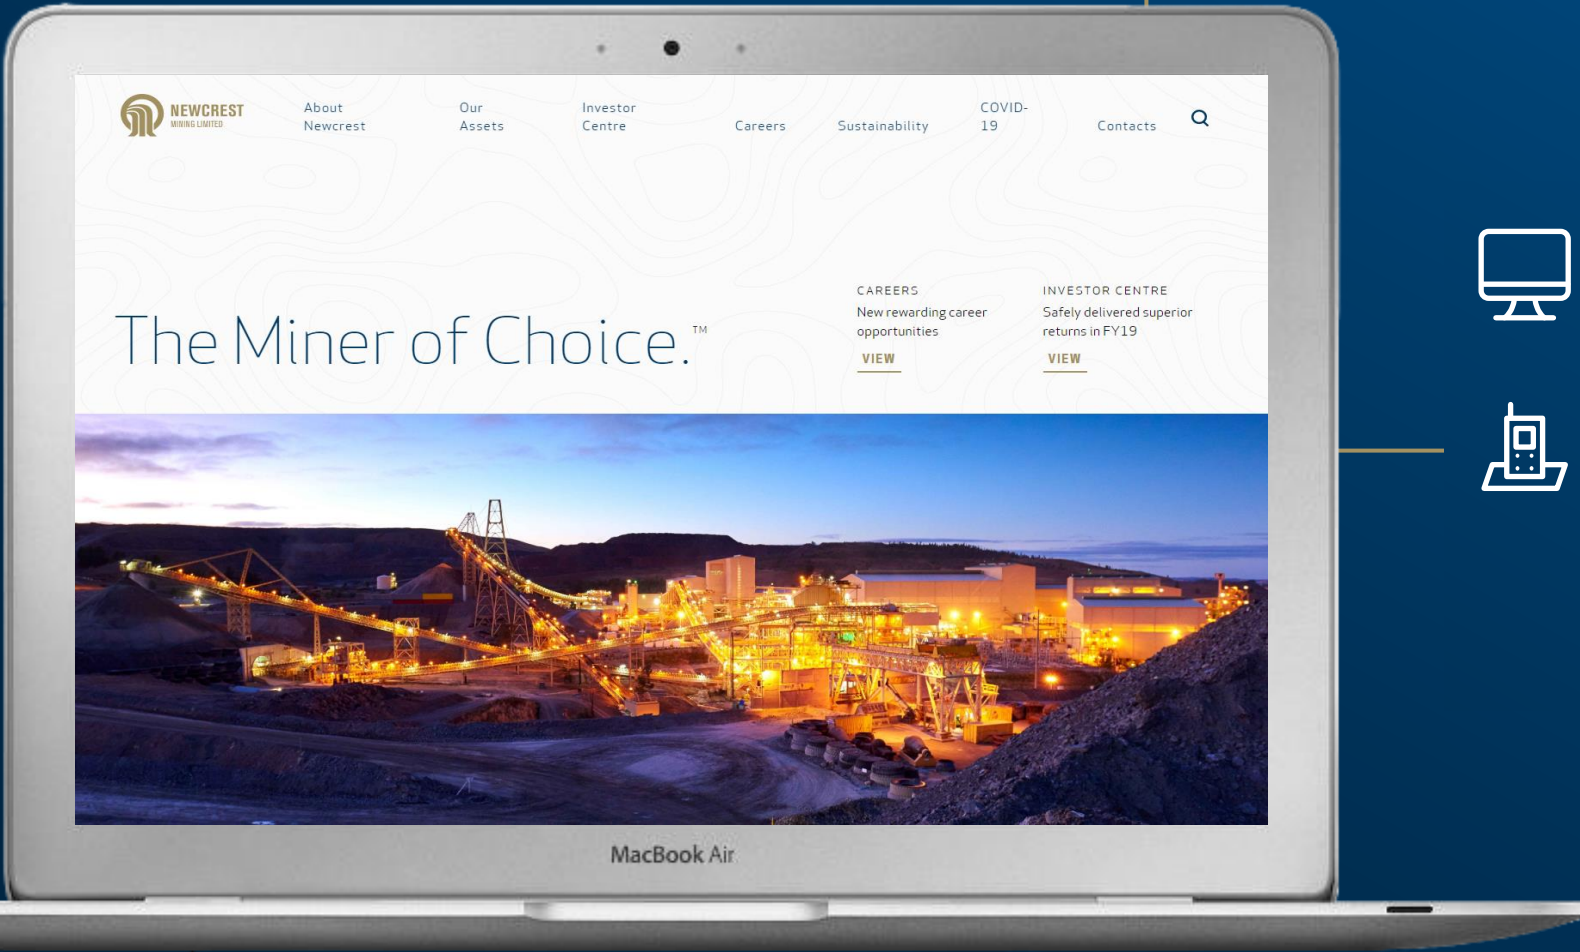 NEWCREST
MINING LIMITED
About
Newcrest
Our
Assets
Investor
Centre
Careers
Sustainability
COVID-
19
Contacts
The Miner of Choice.™
CAREERS
New rewarding career
opportunities
VIEW
INVESTOR CENTRE
Safely delivered superior
returns in FY19
VIEW
MacBook Air